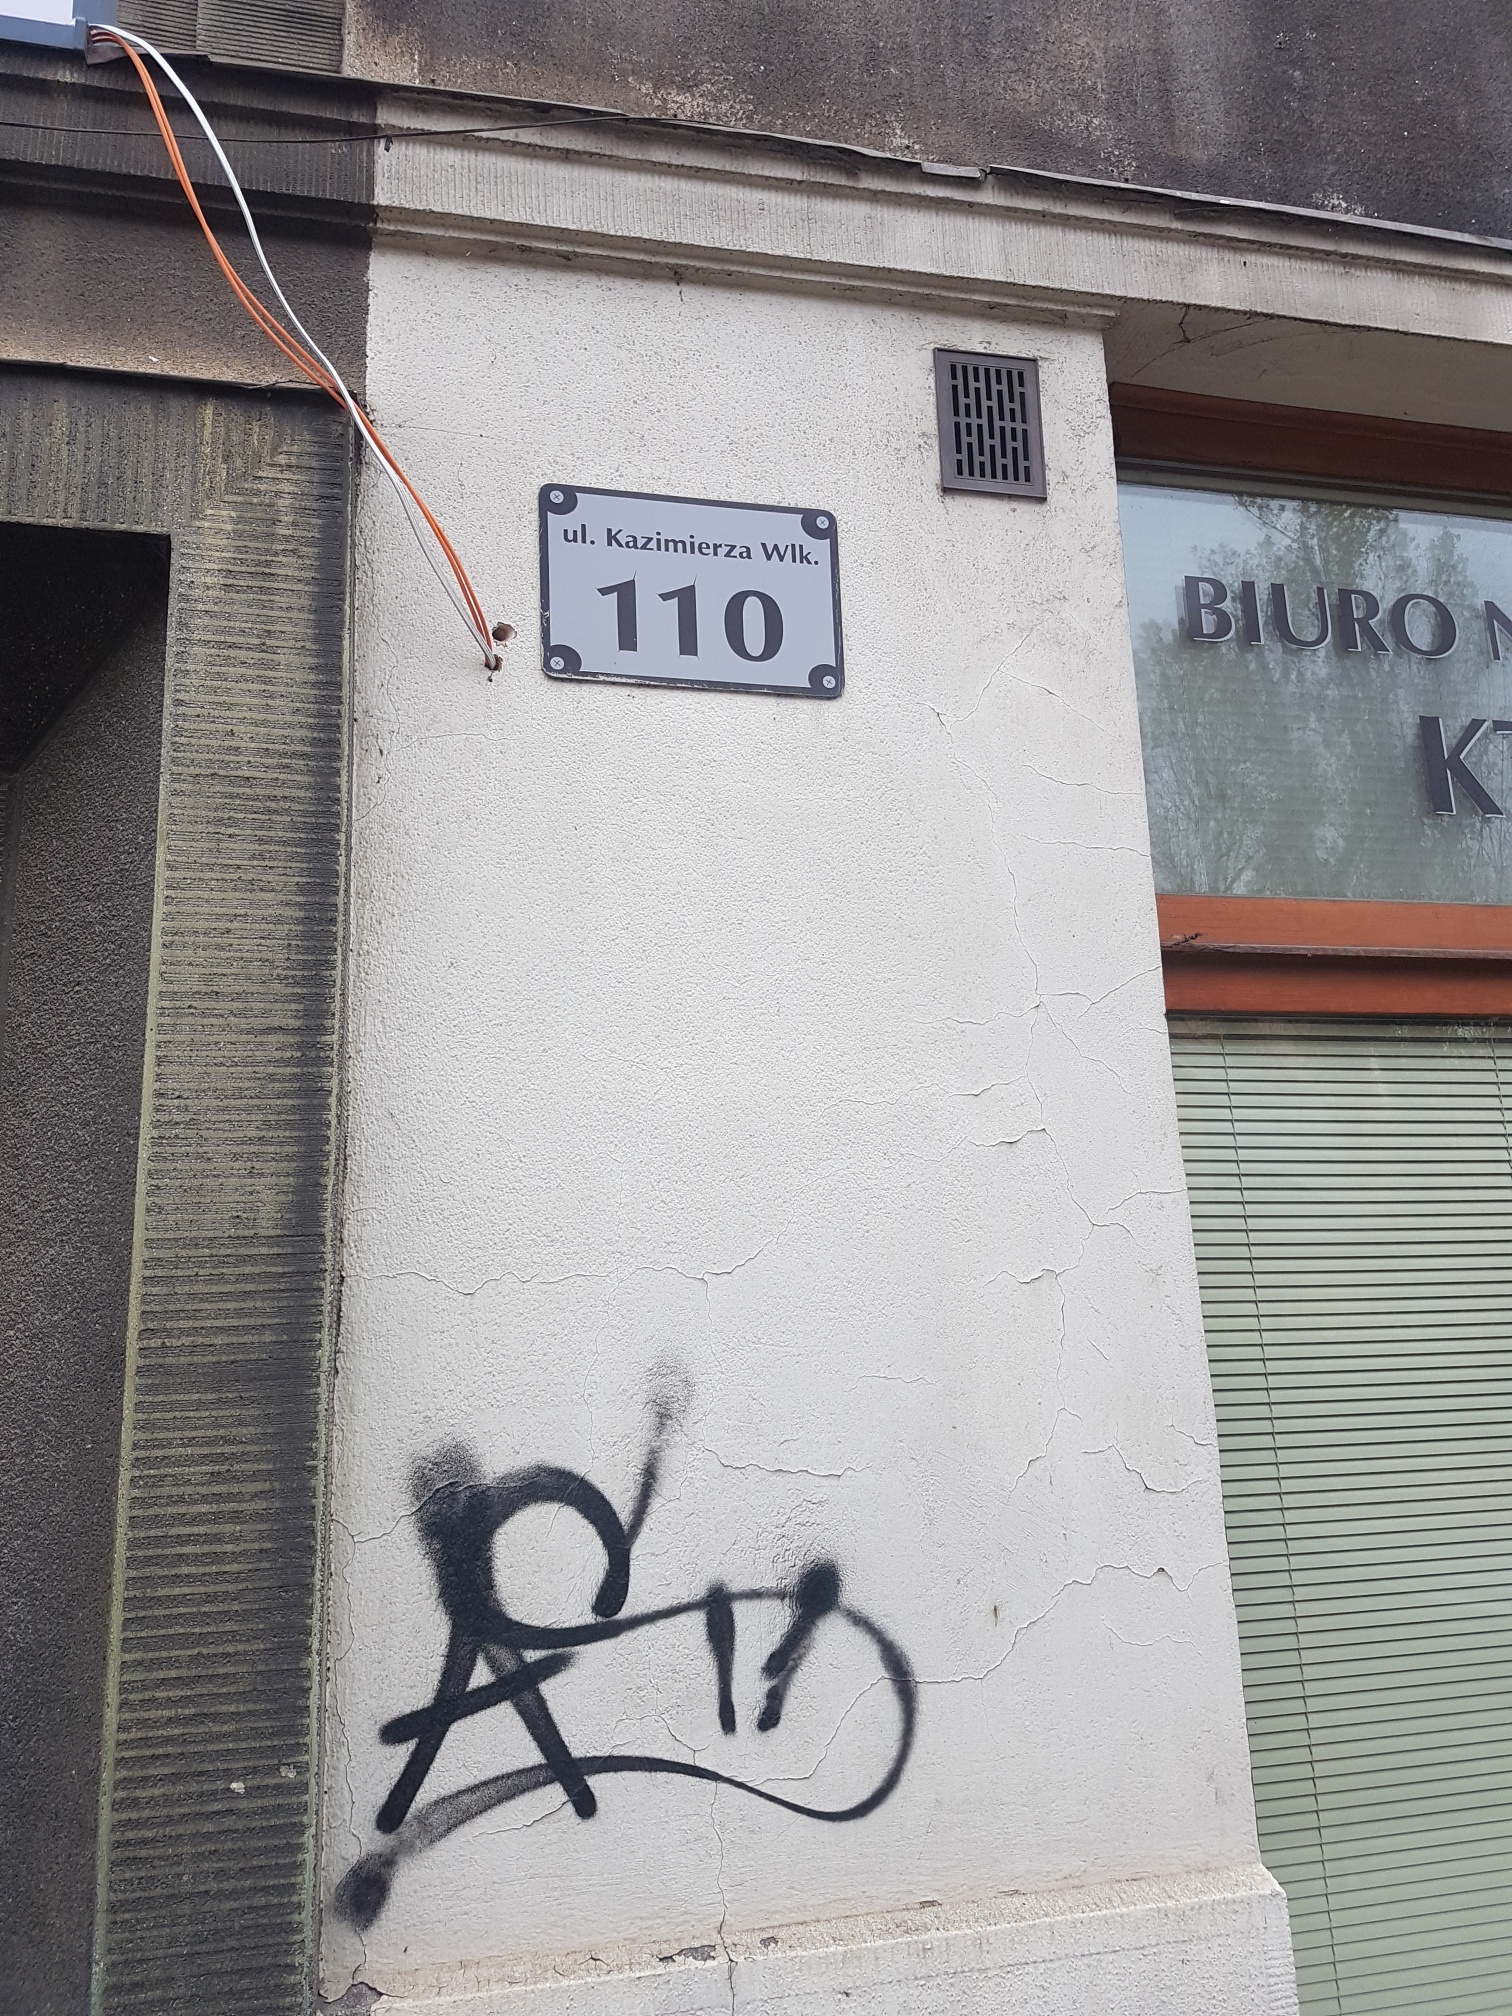 ul. Kazimierza Wlk.
110
BIURO